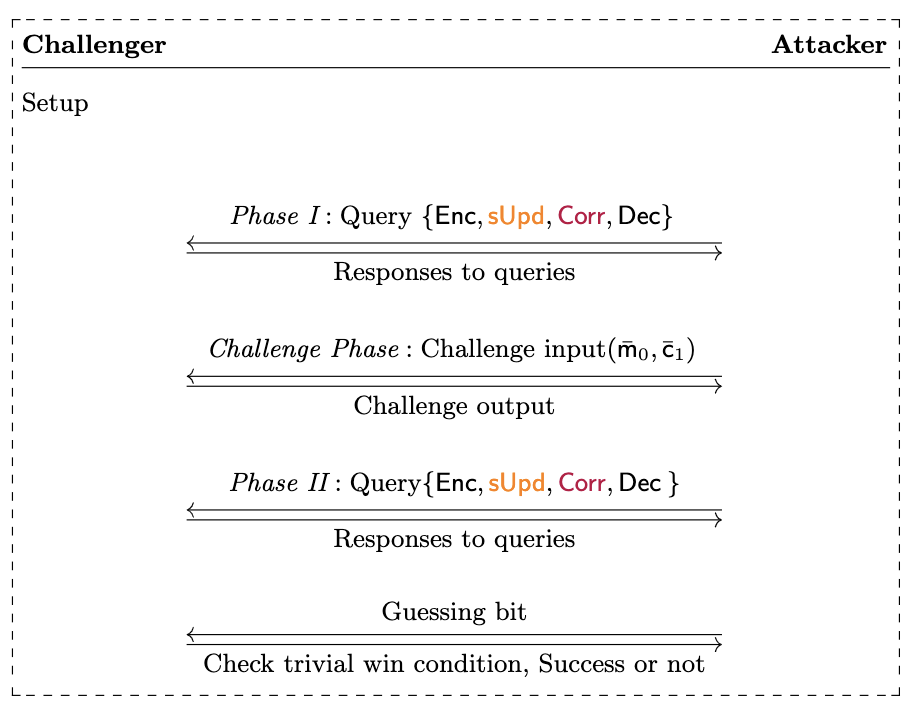 Challenger Attacker
Setup
Phase I : Query {Enc, sUpd, Corr, Dec}
Responses to queries
Challenge Phase : Challenge input(m̄₀, c̄₁)
Challenge output
Phase II : Query{Enc, sUpd, Corr, Dec }
Responses to queries
Guessing bit
Check trivial win condition, Success or not